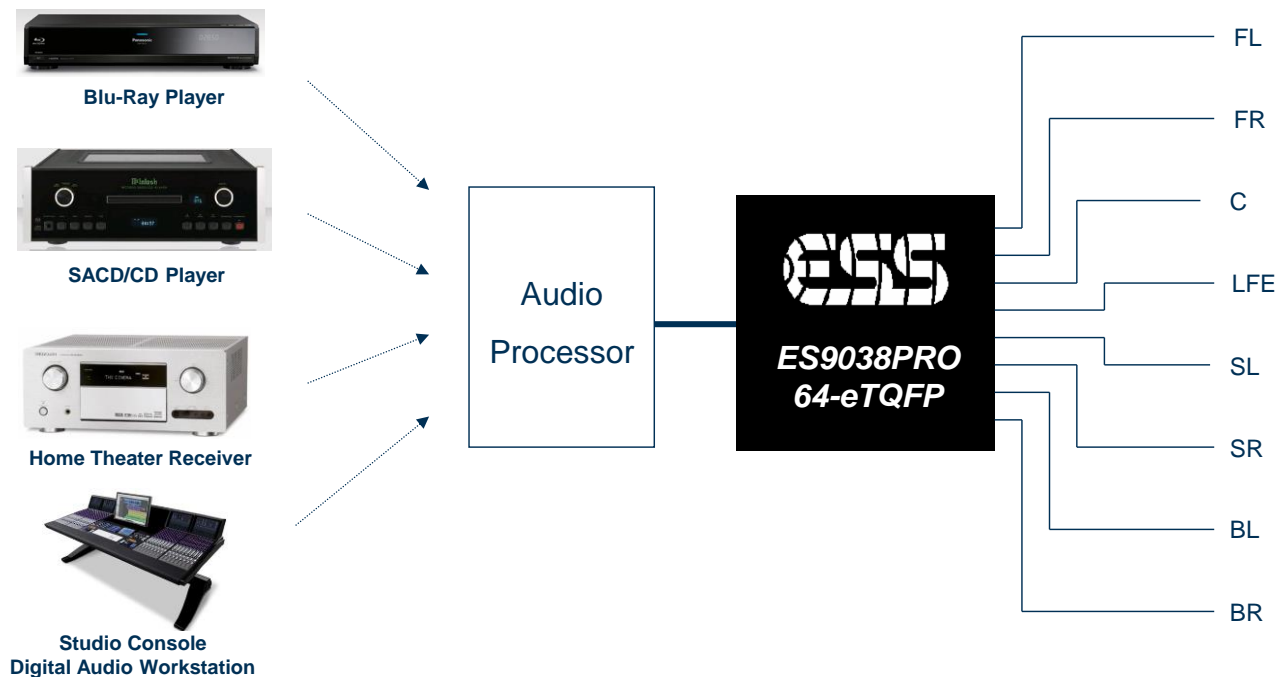 Blu-Ray Player
McIntosh
SACD/CD Player
Home Theater Receiver
Studio Console
Digital Audio Workstation
Audio
Processor
ESS
ES9038PRO
64-eTQFP
FL
FR
C
LFE
SL
SR
BL
BR